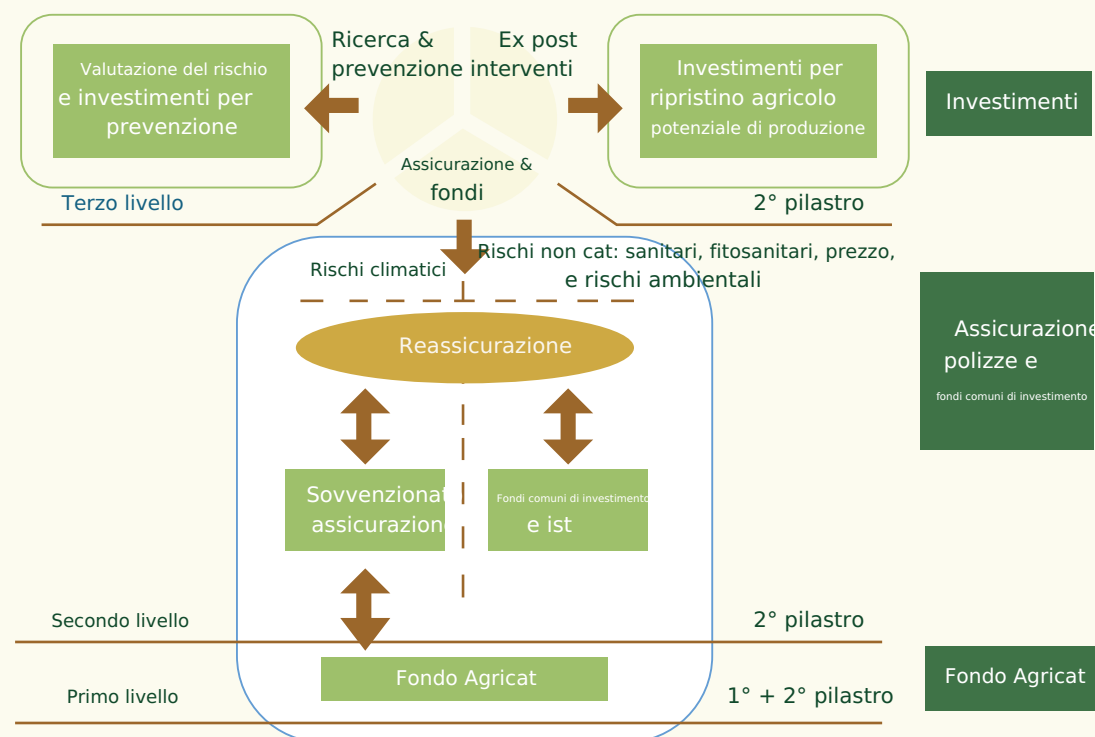 Ricerca &
prevenzione
Ex post
interventi
Valutazione del rischio
e investimenti per
prevenzione
Investimenti per
ripristino agricolo
potenziale di produzione
Investimenti
Assicurazione &
fondi
Terzo livello
2° pilastro
Rischi climatici
Rischi non cat: sanitari, fitosanitari, prezzo,
e rischi ambientali
Reassicurazione
Assicurazione
polizze e
fondi comuni di investimento
Sovvenzionat
assicurazion
Fondi comuni di investimento
e ist
Secondo livello
2° pilastro
Fondo Agricat
Fondo Agricat
Primo livello
1° + 2° pilastro